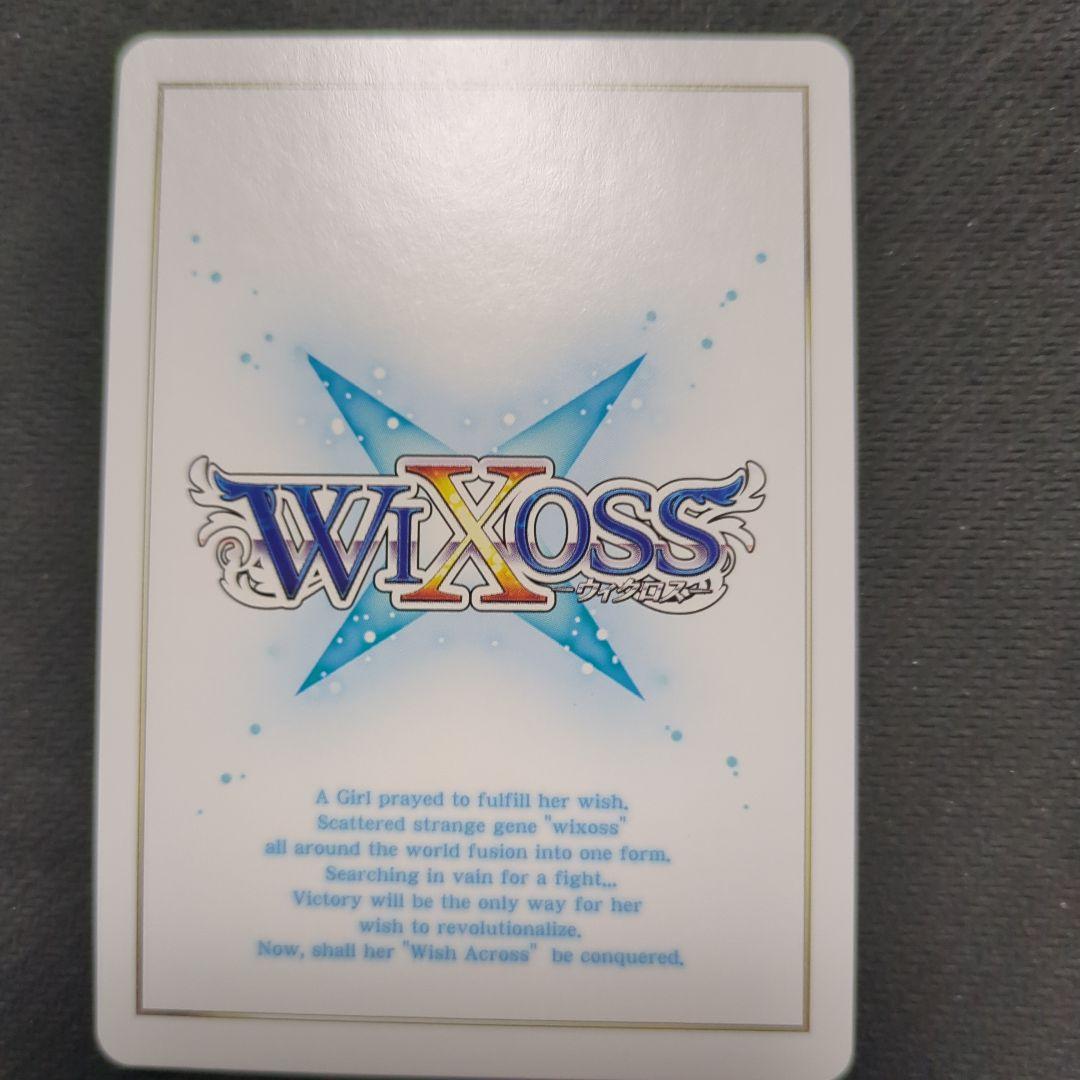 WIXOSS
ーウィクロスー
A Girl prayed to fulfill her wish.
Scattered strange gene "wixoss"
all around the world fusion into one form.
Searching in vain for a fight...
Victory will be the only way for her
wish to revolutionalize.
Now, shall her "Wish Across" be conquered.